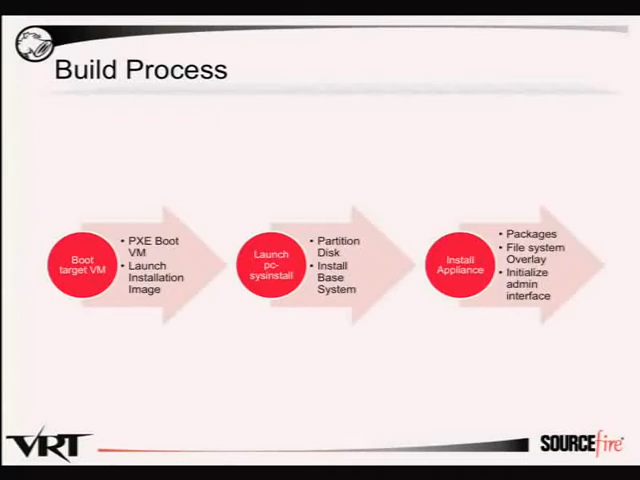 Build Process
Boot
target VM
• PXE Boot
VM
• Launch
Installation
Image
Launch
pc-
sysinstall
• Partition
Disk
• Install
Base
System
Install
Appliance
• Packages
• File system
Overlay
• Initialize
admin
interface
VRT
SOURCEfire